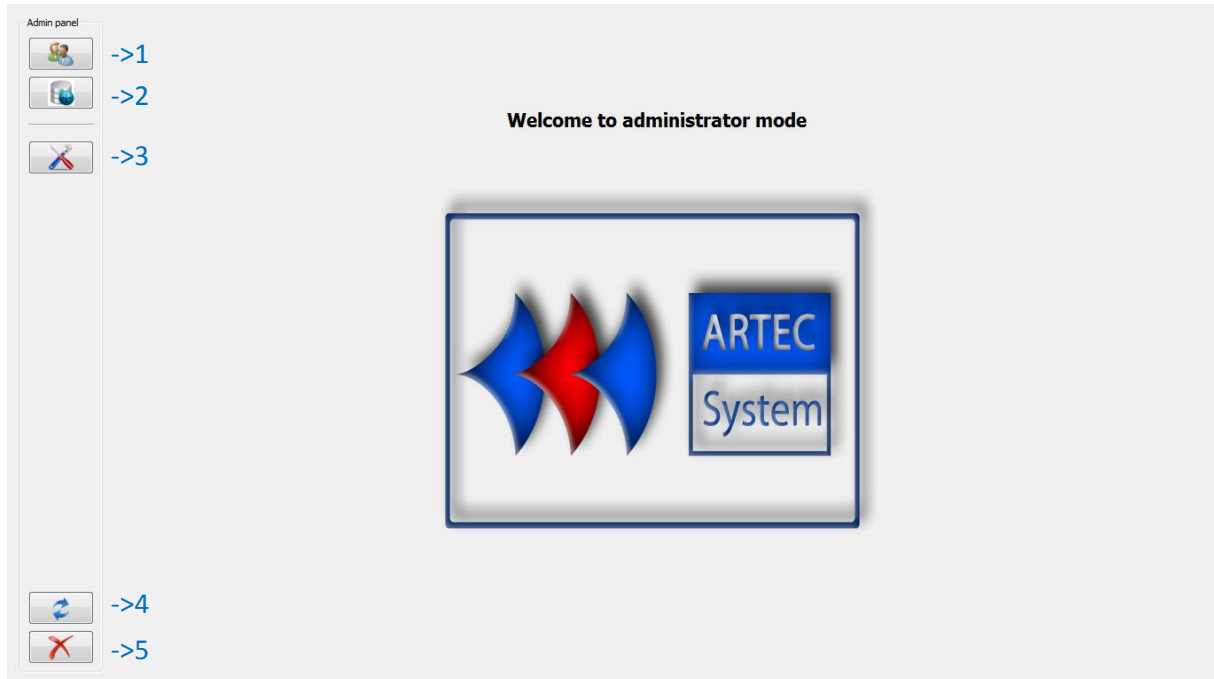 Admin panel
->1
->2
Welcome to administrator mode
->3
ARTEC
System
->4
->5